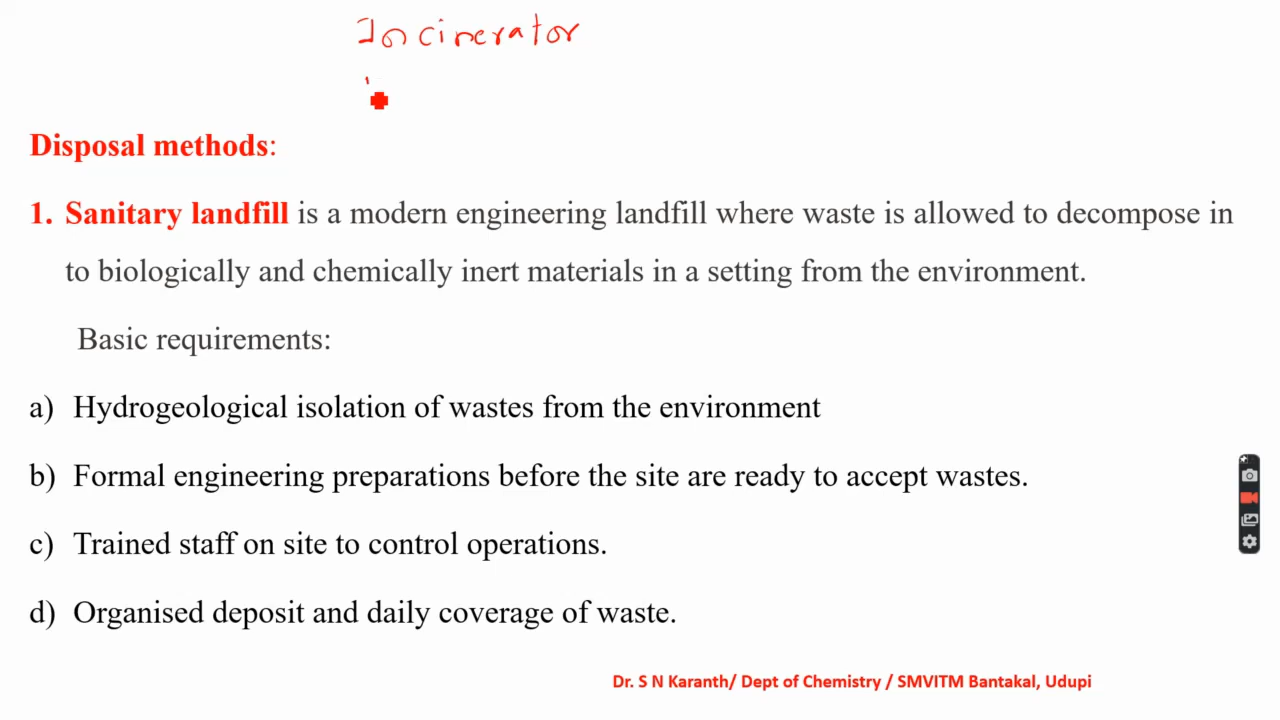 Incinerator
Disposal methods:
1. Sanitary landfill is a modern engineering landfill where waste is allowed to decompose in
to biologically and chemically inert materials in a setting from the environment.
Basic requirements:
a) Hydrogeological isolation of wastes from the environment
b) Formal engineering preparations before the site are ready to accept wastes.
c) Trained staff on site to control operations.
d) Organised deposit and daily coverage of waste.
Dr. S N Karanth/ Dept of Chemistry / SMVITM Bantakal, Udupi